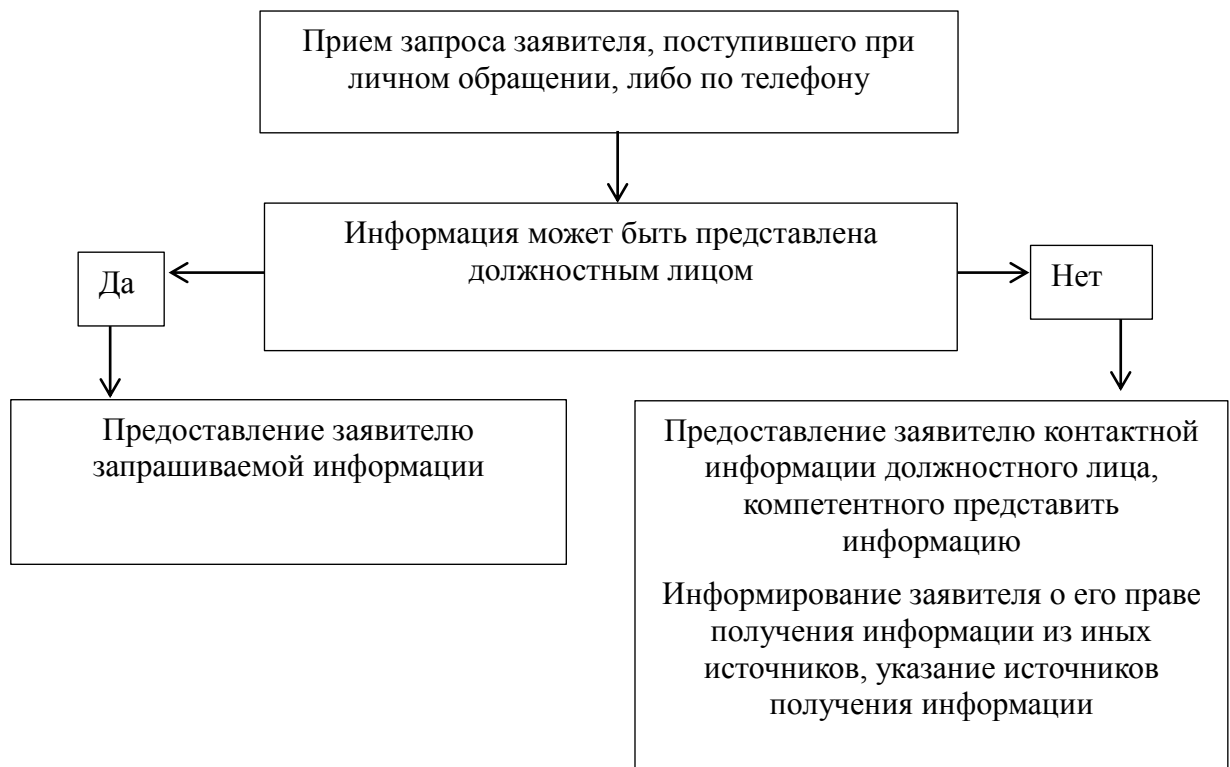 Прием запроса заявителя, поступившего при
личном обращении, либо по телефону
Информация может быть представлена
должностным лицом
Да
Нет
Предоставление заявителю
запрашиваемой информации
Предоставление заявителю контактной
информации должностного лица,
компетентного представить
информацию
Информирование заявителя о его праве
получения информации из иных
источников, указание источников
получения информации